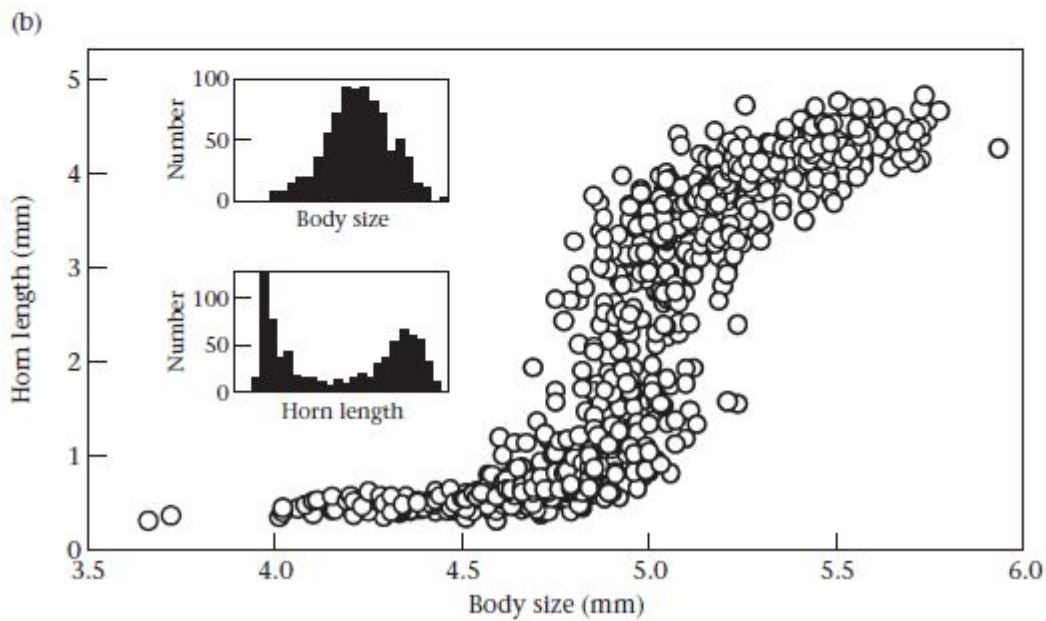 (b)
Horn length (mm)
5
4
3
2
1
0
Number
100
50
0
Body size
Number
100
50
0
Horn length
3.5 4.0 4.5 5.0 5.5 6.0
Body size (mm)